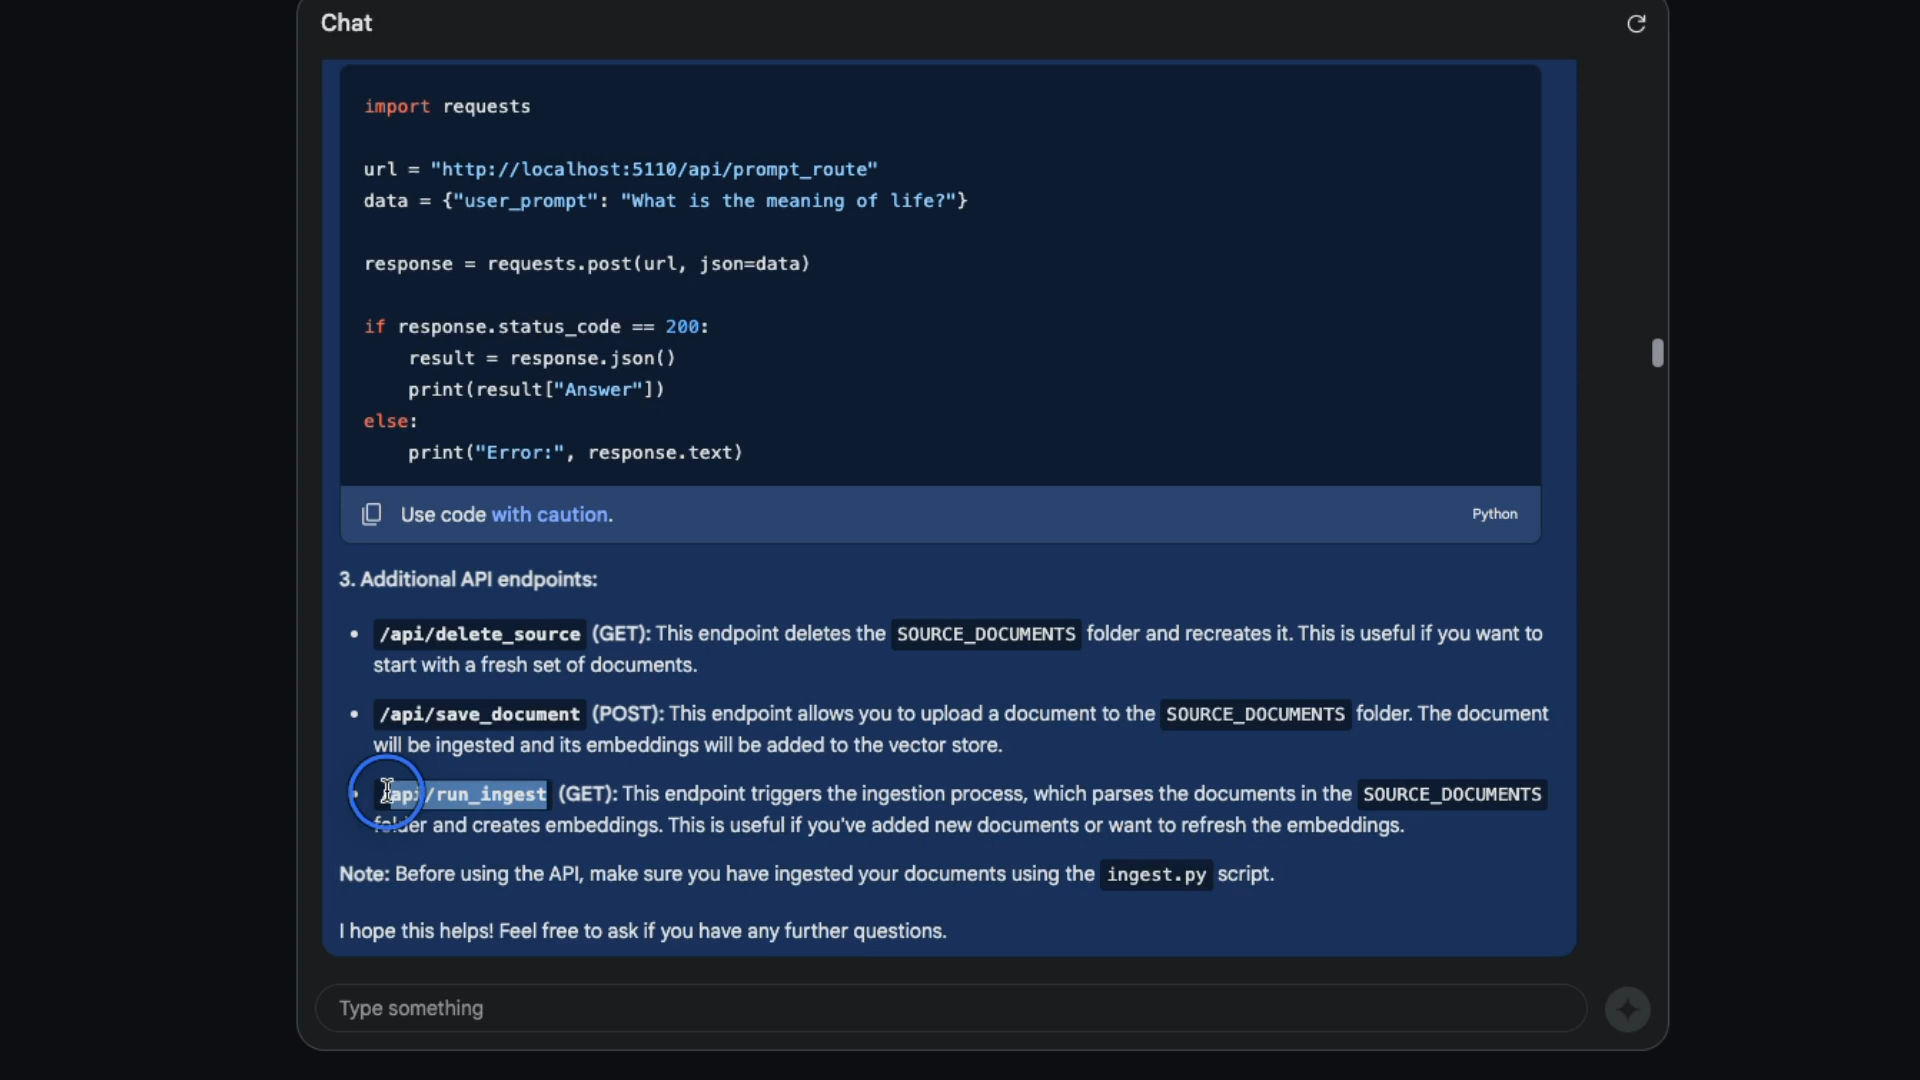 Chat
import requests
url = "http://localhost:5110/api/prompt_route"
data = {"user_prompt": "What is the meaning of life?"}
response = requests.post(url, json=data)
if response.status_code == 200:
    result = response.json()
    print(result["Answer"])
else:
    print("Error:", response.text)
Use code with caution.
Python
3. Additional API endpoints:
• /api/delete_source (GET): This endpoint deletes the SOURCE_DOCUMENTS folder and recreates it. This is useful if you want to
start with a fresh set of documents.
• /api/save_document (POST): This endpoint allows you to upload a document to the SOURCE_DOCUMENTS folder. The document
will be ingested and its embeddings will be added to the vector store.
• /api/run_ingest (GET): This endpoint triggers the ingestion process, which parses the documents in the SOURCE_DOCUMENTS
folder and creates embeddings. This is useful if you've added new documents or want to refresh the embeddings.
Note: Before using the API, make sure you have ingested your documents using the ingest.py script.
I hope this helps! Feel free to ask if you have any further questions.
Type something